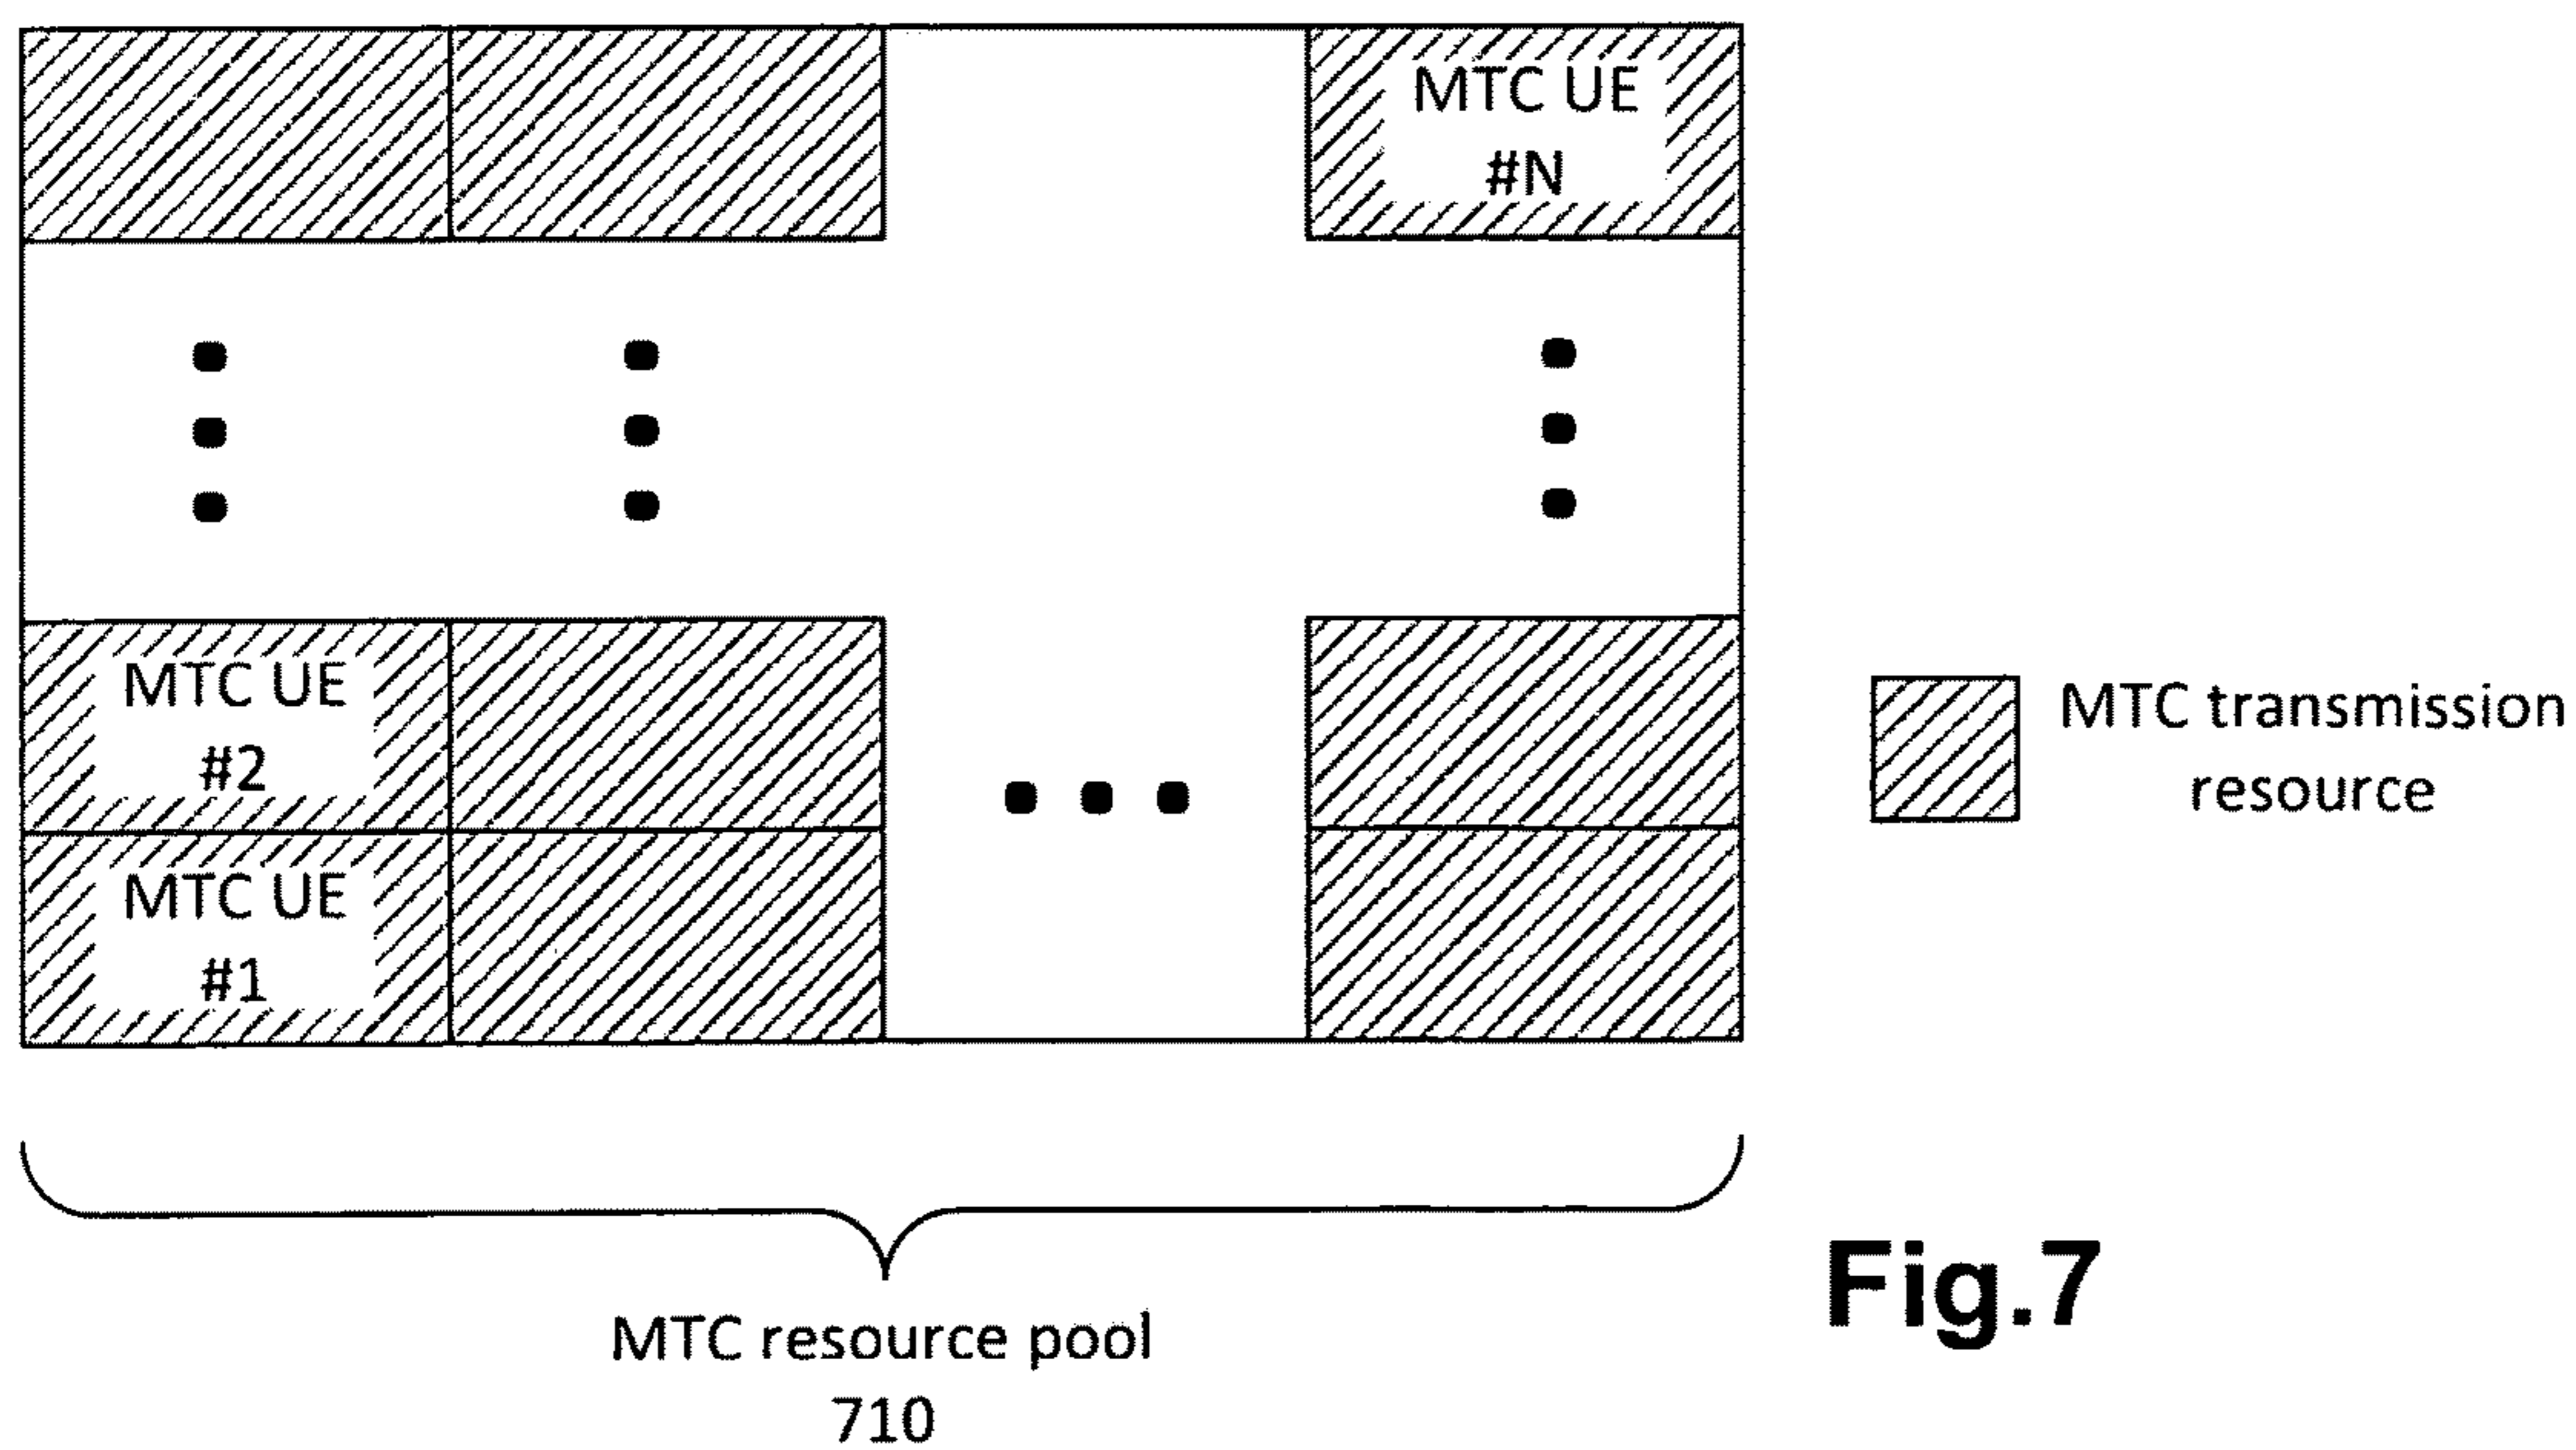 MTC UE
#N
MTC UE
#2
MTC UE
#1
MTC transmission
resource
MTC resource pool
710
Fig.7